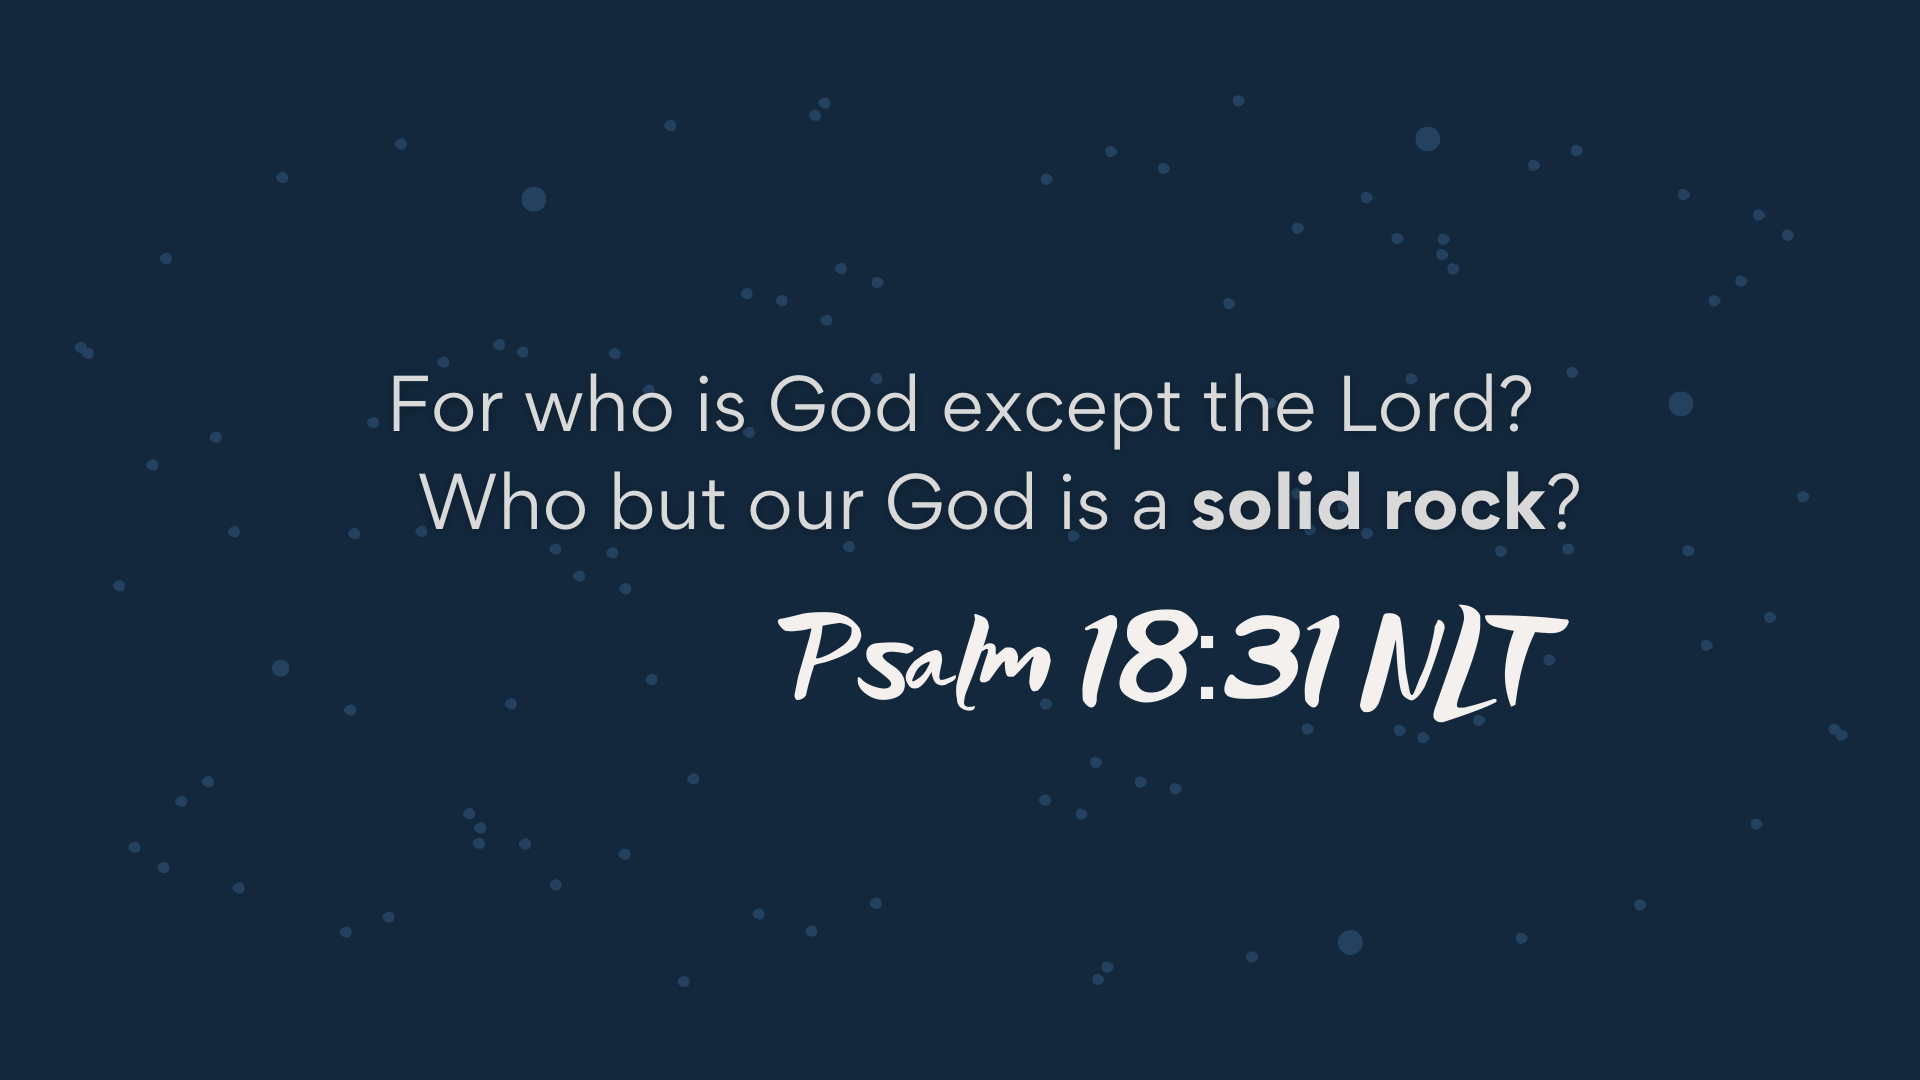 For who is God except the Lord?
Who but our God is a solid rock?
Psalm 18:31 NLT